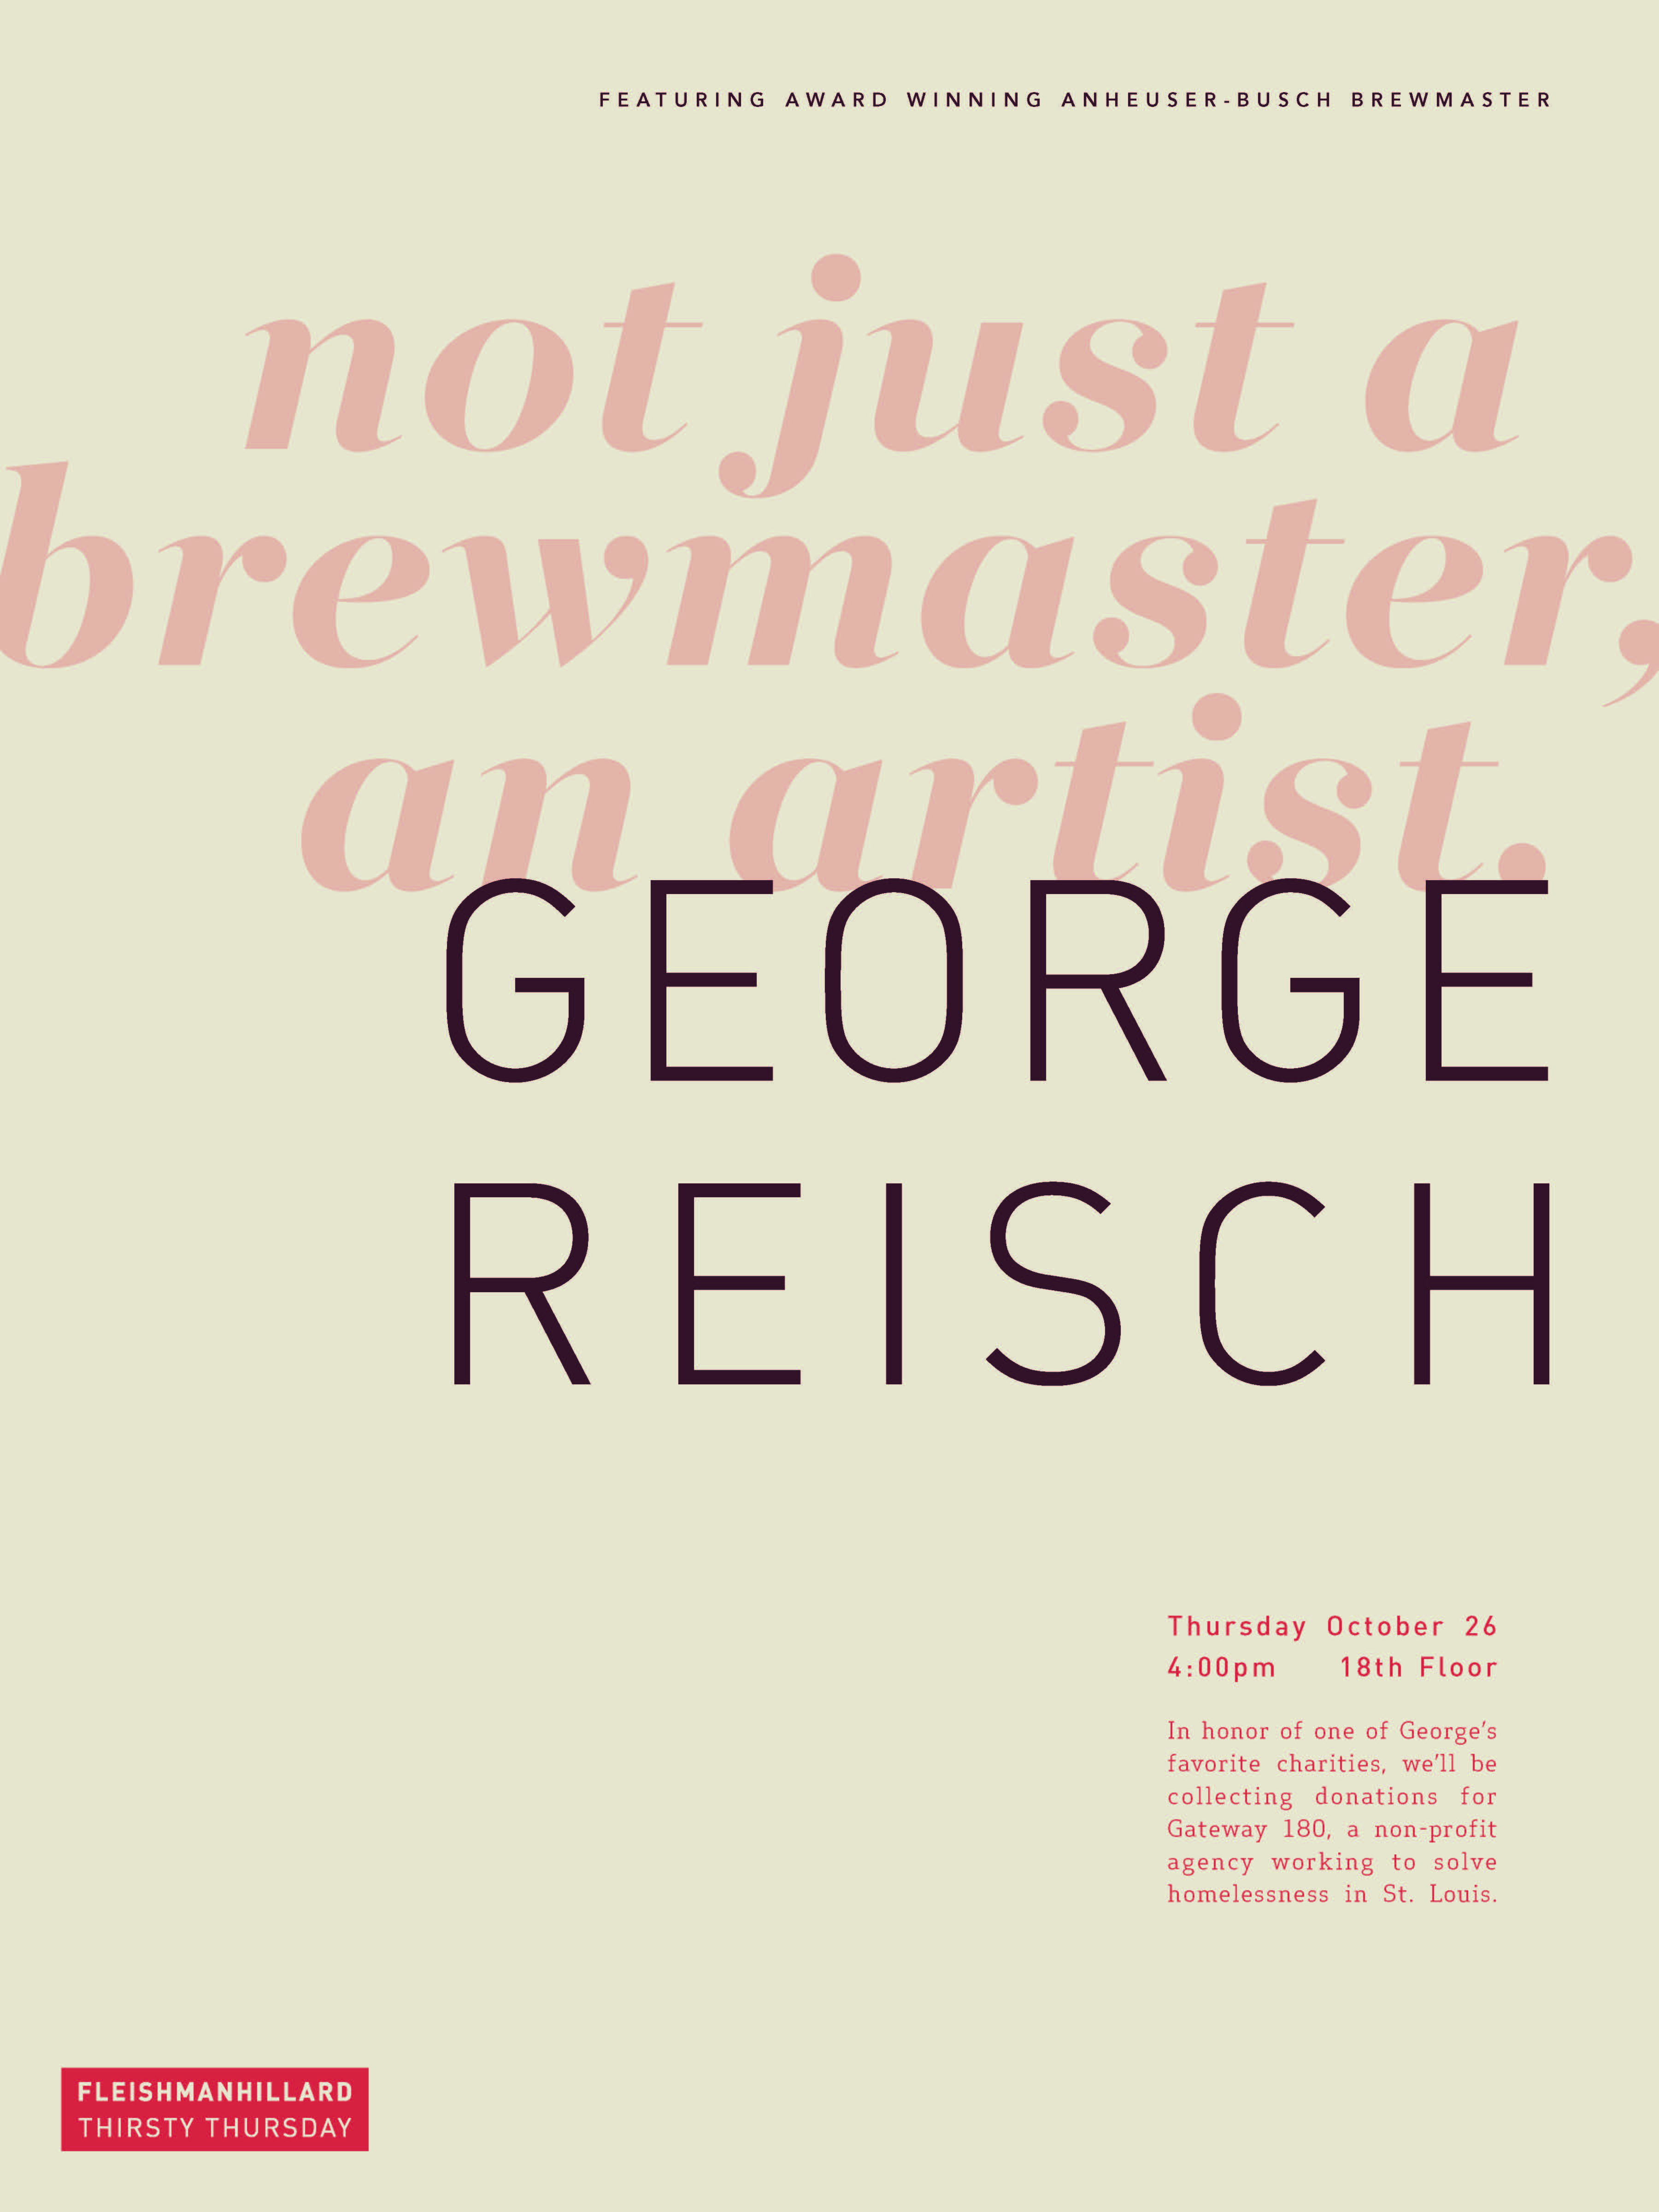 FEATURING AWARD WINNING ANHEUSER-BUSCH BREWMASTER
not just a
brewmaster,
an artist.
GEORGE
REISCH
Thursday October 26
4:00pm 18th Floor
In honor of one of George’s
favorite charities, we’ll be
collecting donations for
Gateway 180, a non-profit
agency working to solve
homelessness in St. Louis.
FLEISHMANHILLARD
THIRSTY THURSDAY